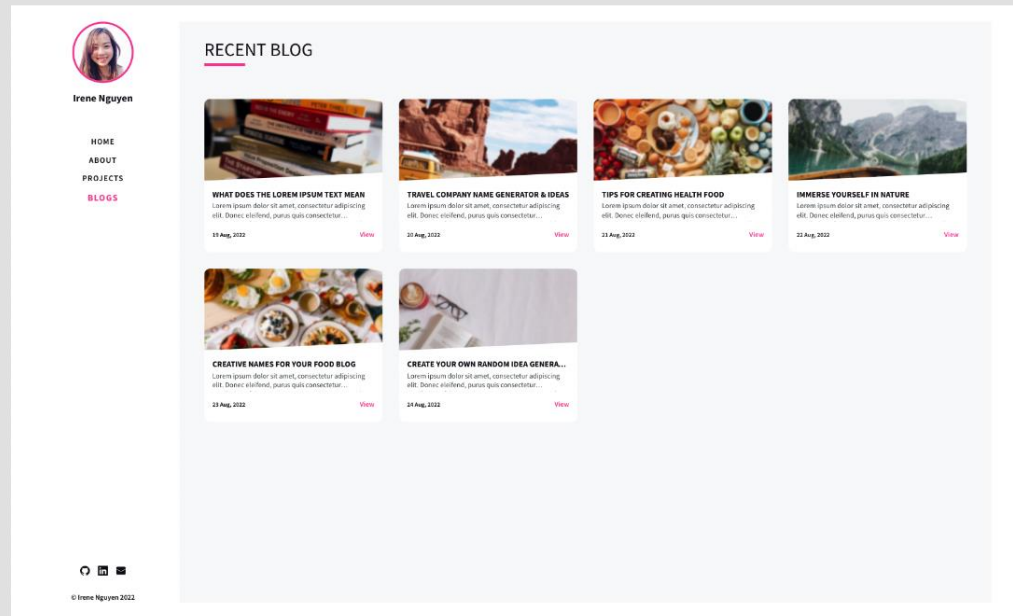 Irene Nguyen
HOME
ABOUT
PROJECTS
BLOGS
© Irene Nguyen 2022
RECENT BLOG
WHAT DOES THE LOREM IPSUM TEXT MEAN
Lorem ipsum dolor sit amet, consectetur adipiscing
elit. Donec eleifend, purus quis consectetur...
19 Aug, 2022
View
TRAVEL COMPANY NAME GENERATOR & IDEAS
Lorem ipsum dolor sit amet, consectetur adipiscing
elit. Donec eleifend, purus quis consectetur...
20 Aug, 2022
View
TIPS FOR CREATING HEALTH FOOD
Lorem ipsum dolor sit amet, consectetur adipiscing
elit. Donec eleifend, purus quis consectetur...
21 Aug, 2022
View
IMMERSE YOURSELF IN NATURE
Lorem ipsum dolor sit amet, consectetur adipiscing
elit. Donec eleifend, purus quis consectetur...
22 Aug, 2022
View
CREATIVE NAMES FOR YOUR FOOD BLOG
Lorem ipsum dolor sit amet, consectetur adipiscing
elit. Donec eleifend, purus quis consectetur...
23 Aug, 2022
View
CREATE YOUR OWN RANDOM IDEA GENERA...
Lorem ipsum dolor sit amet, consectetur adipiscing
elit. Donec eleifend, purus quis consectetur...
24 Aug, 2022
View